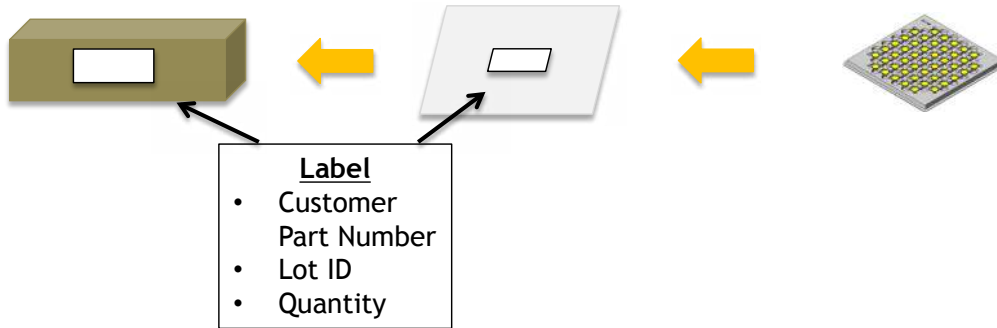 Label
• Customer
Part Number
• Lot ID
• Quantity